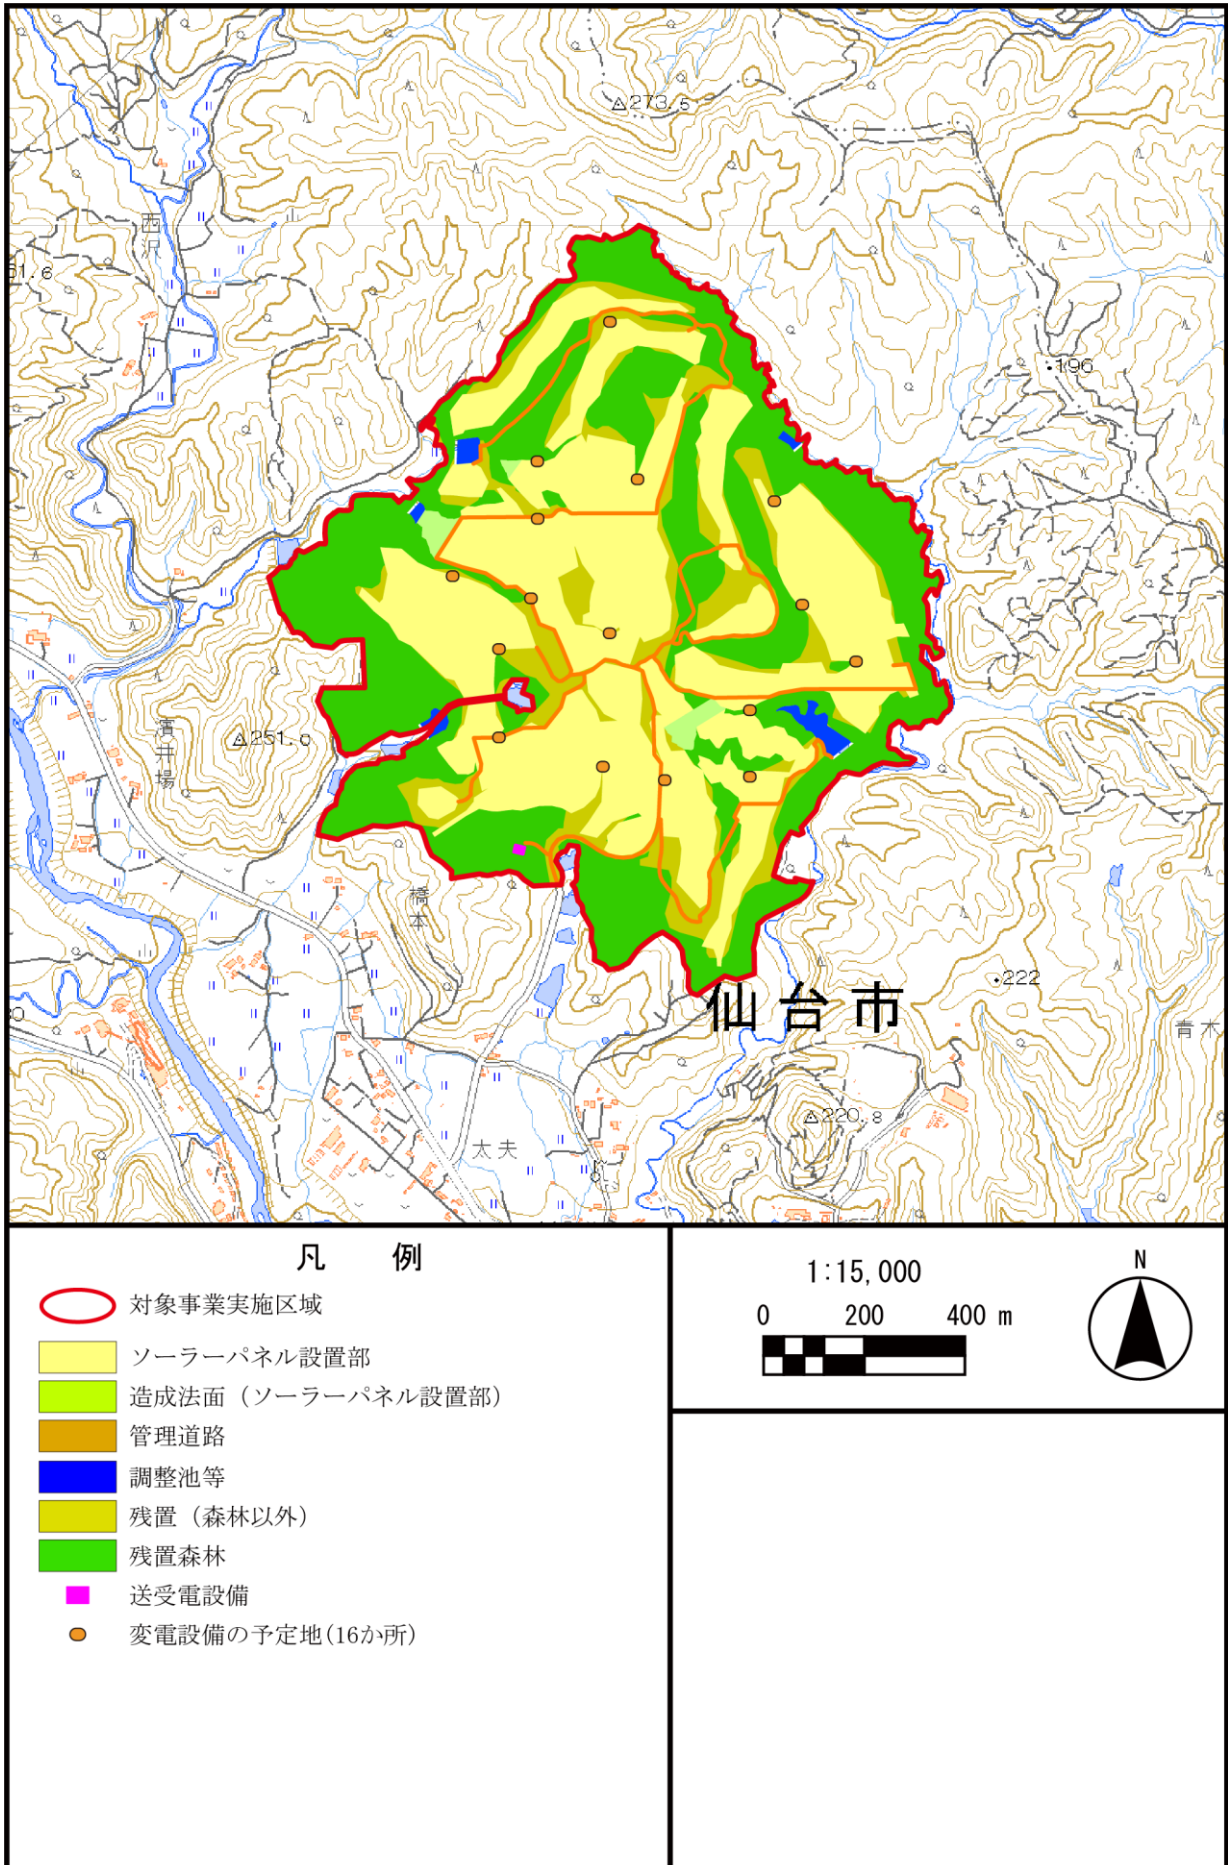 273.5
西沢
山
51.6
196
濱井場
251.0
橋本
仙台市
222
青木
山
220.8
太夫
凡　例
対象事業実施区域
ソーラーパネル設置部
造成法面（ソーラーパネル設置部）
管理道路
調整池等
残置（森林以外）
残置森林
送受電設備
変電設備の予定地(16か所)
1:15,000
0 200 400 m
N